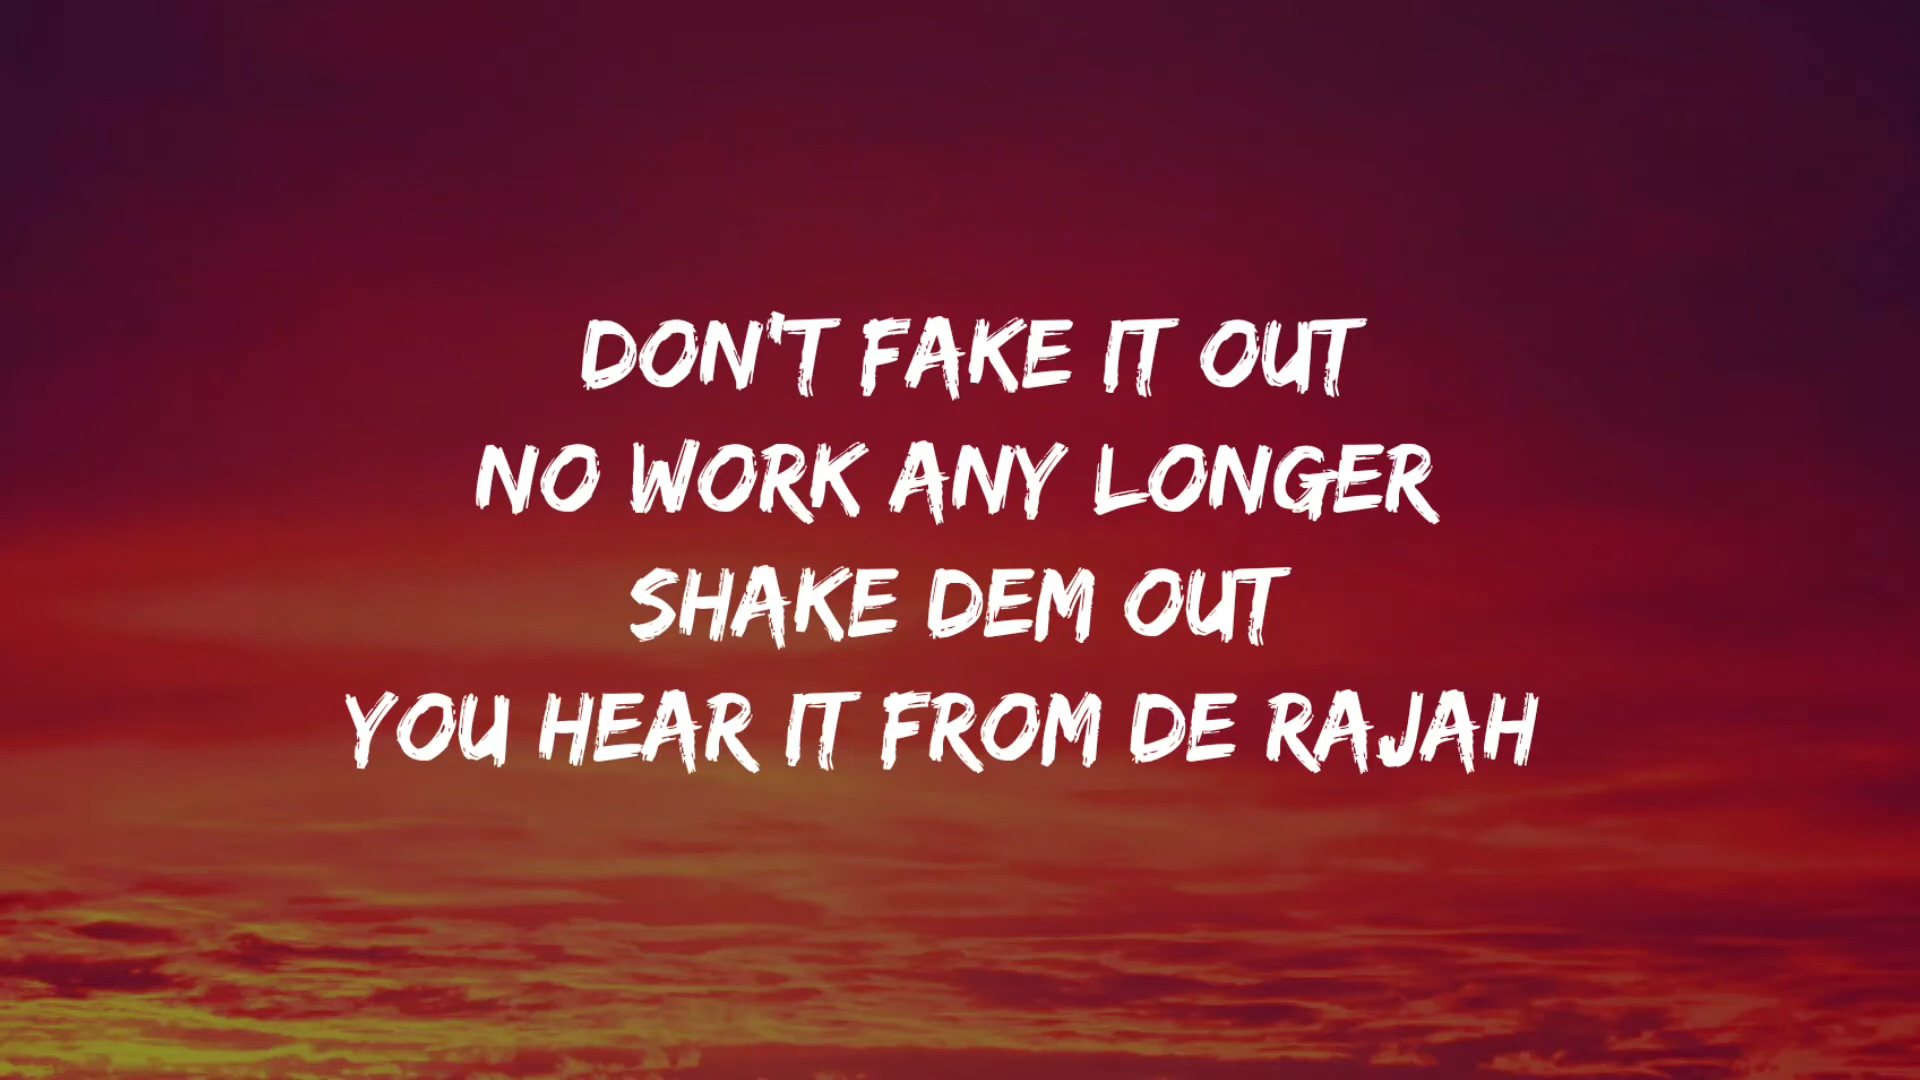 DON'T FAKE IT OUT
NO WORK ANY LONGER
SHAKE DEM OUT
YOU HEAR IT FROM DE RAJAH